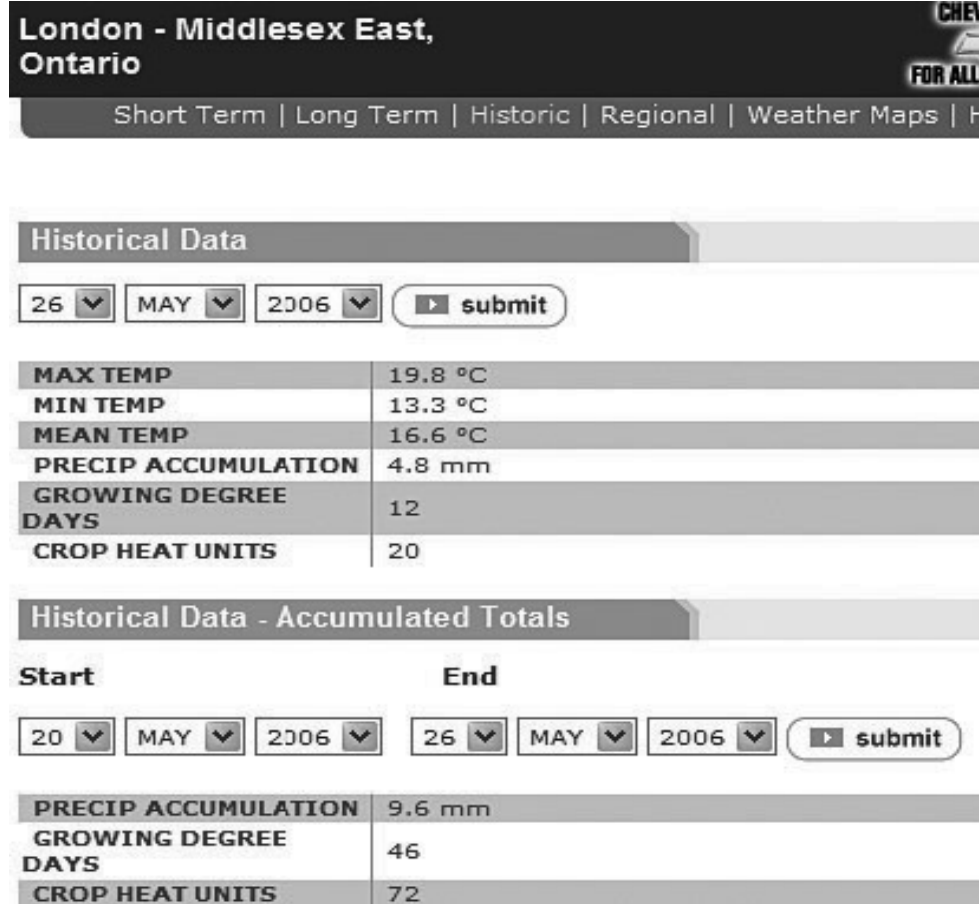 London - Middlesex East,
Ontario
FOR ALL
Short Term | Long Term | Historic | Regional | Weather Maps |
Historical Data
26 MAY 2006 submit
MAX TEMP 19.8 °C
MIN TEMP 13.3 °C
MEAN TEMP 16.6 °C
PRECIP ACCUMULATION 4.8 mm
GROWING DEGREE
DAYS 12
CROP HEAT UNITS 20
Historical Data - Accumulated Totals
Start End
20 MAY 2006 26 MAY 2006 submit
PRECIP ACCUMULATION 9.6 mm
GROWING DEGREE
DAYS 46
CROP HEAT UNITS 72